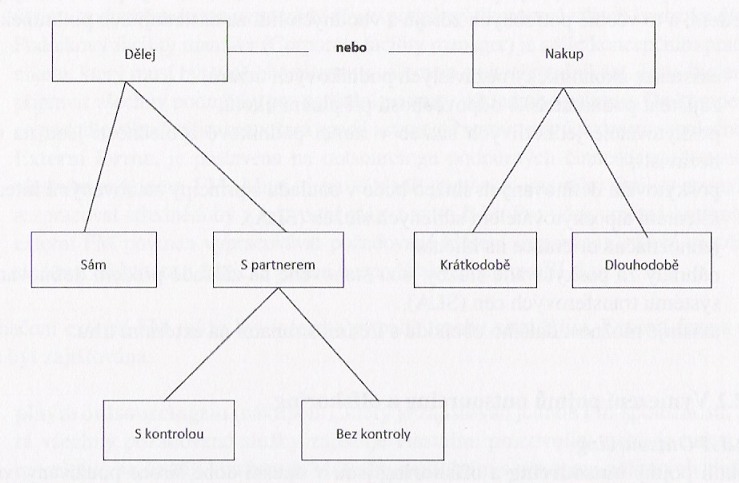 Dělej
nebo
Nakup
Sám
S partnerem
Krátkodobě
Dlouhodobě
S kontrolou
Bez kontroly